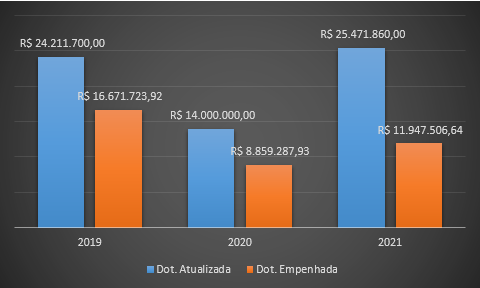 R$ 25.471.860,00
R$ 24.211.700,00
R$ 16.671.723,92
R$ 14.000.000,00
R$ 11.947.506,64
R$ 8.859.287,93
2019
2020
2021
Dot. Atualizada
Dot. Empenhada